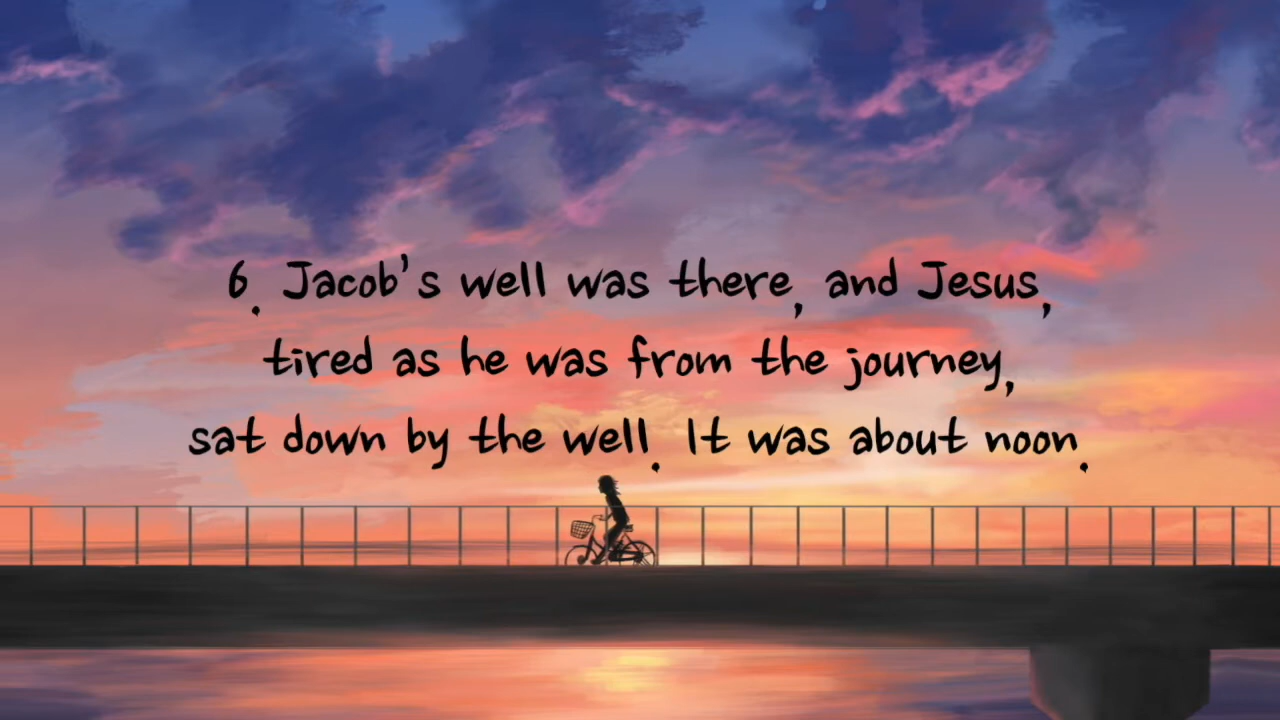 6. Jacob's well was there, and Jesus,
tired as he was from the journey,
sat down by the well. It was about noon.